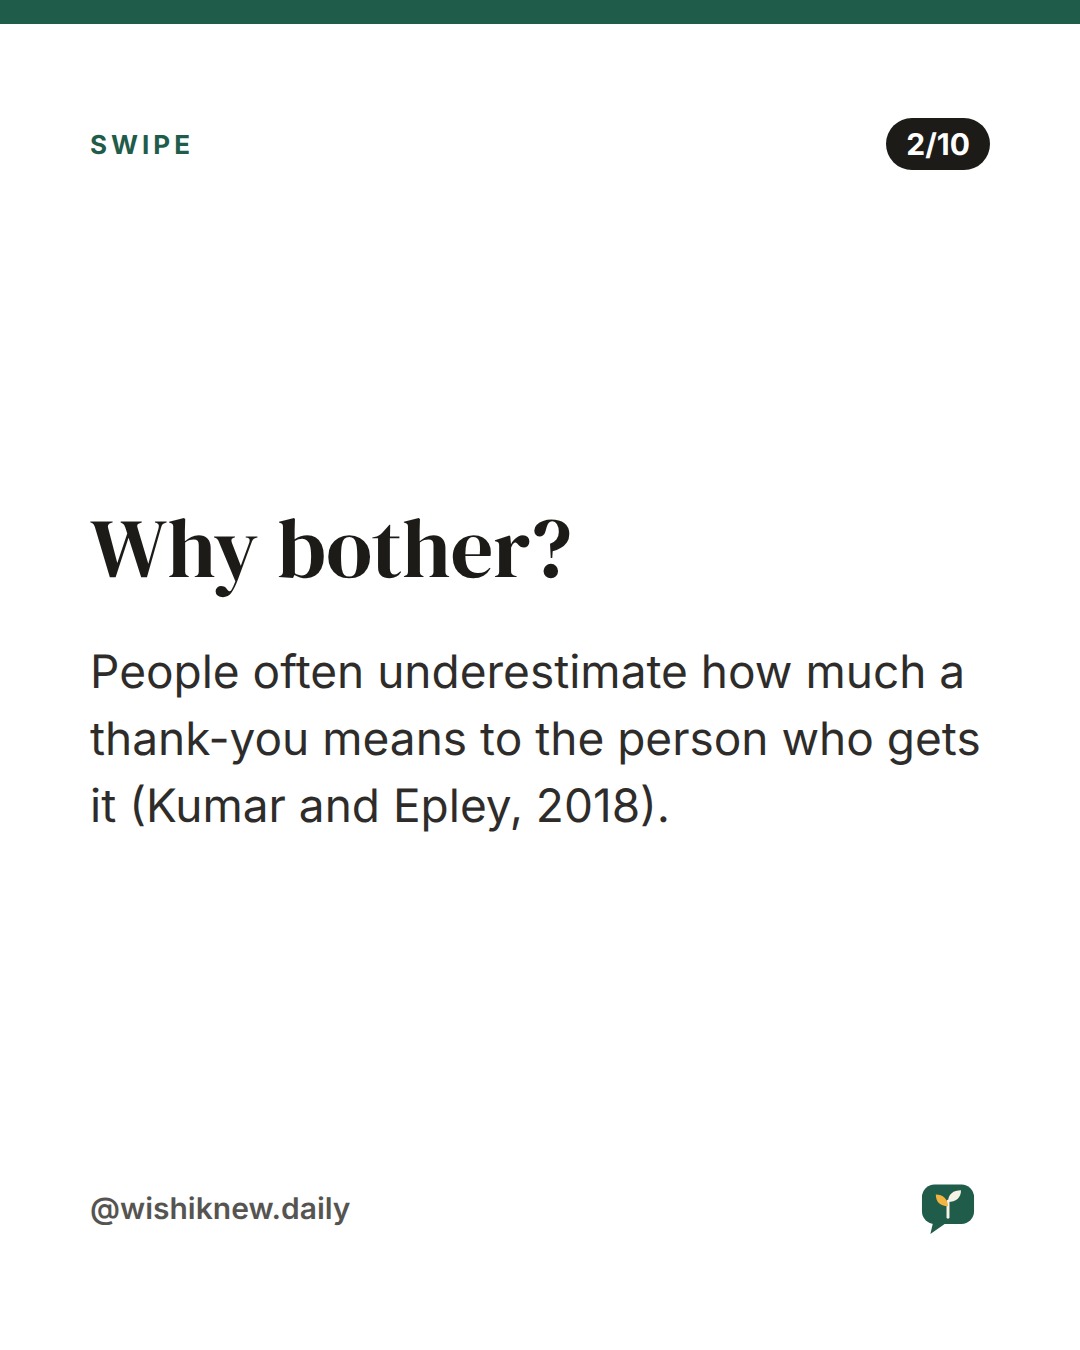 SWIPE
2/10
Why bother?
People often underestimate how much a
thank-you means to the person who gets
it (Kumar and Epley, 2018).
@wishiknew.daily